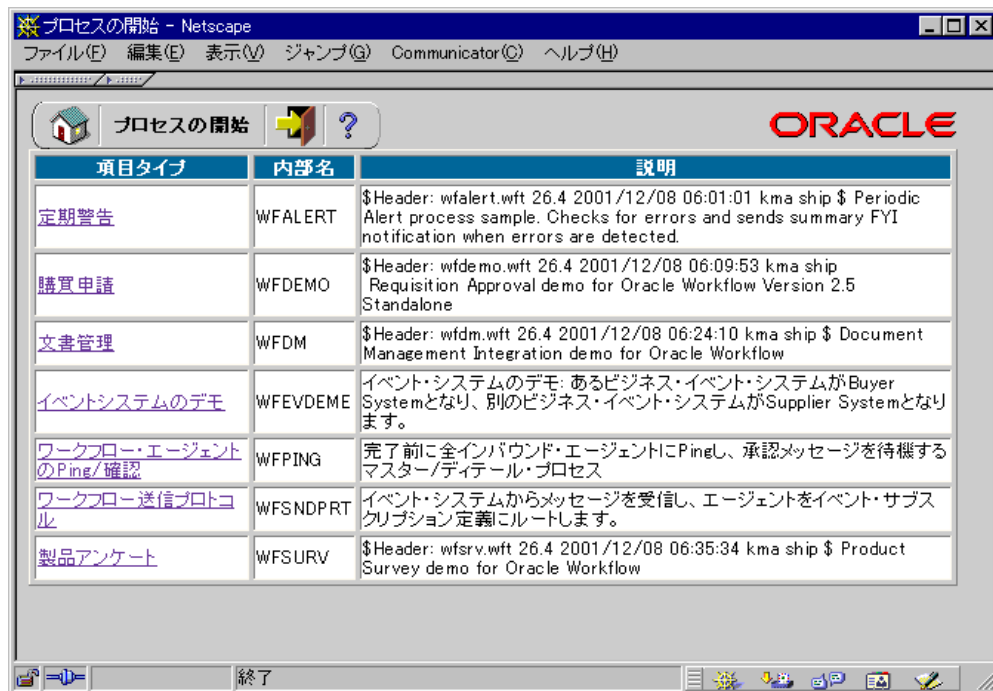 プロセスの開始 - Netscape
ファイル(F) 編集(E) 表示(V) ジャンプ(G) Communicator(C) ヘルプ(H)
プロセスの開始
ORACLE
項目タイプ 内部名 説明
定期警告 WFALERT $Header: wfalert.wft 26.4 2001/12/08 06:01:01 kma ship $ Periodic
Alert process sample. Checks for errors and sends summary FYI
notification when errors are detected.
購買申請 WFDEMO $Header: wfdemo.wft 26.4 2001/12/08 06:09:53 kma ship
Requisition Approval demo for Oracle Workflow Version 2.5
Standalone
文書管理 WFDM $Header: wfdm.wft 26.4 2001/12/08 06:24:10 kma ship $ Document
Management Integration demo for Oracle Workflow
イベントシステムのデモ WFEVDEME イベント・システムのデモ: あるビジネス・イベント・システムがBuyer
Systemとなり、別のビジネス・イベント・システムがSupplier Systemとなり
ます。
ワークフロー・エージェント
のPing/確認 WFPING 完了前に全インバウンド・エージェントにPingし、承認メッセージを待機する
マスター/ディテール・プロセス
ワークフロー送信プロトコ
ル WFSNDPRT イベント・システムからメッセージを受信し、エージェントをイベント・サブス
クリプション定義にルートします。
製品アンケート WFSURV $Header: wfsrv.wft 26.4 2001/12/08 06:35:34 kma ship $ Product
Survey demo for Oracle Workflow
終了